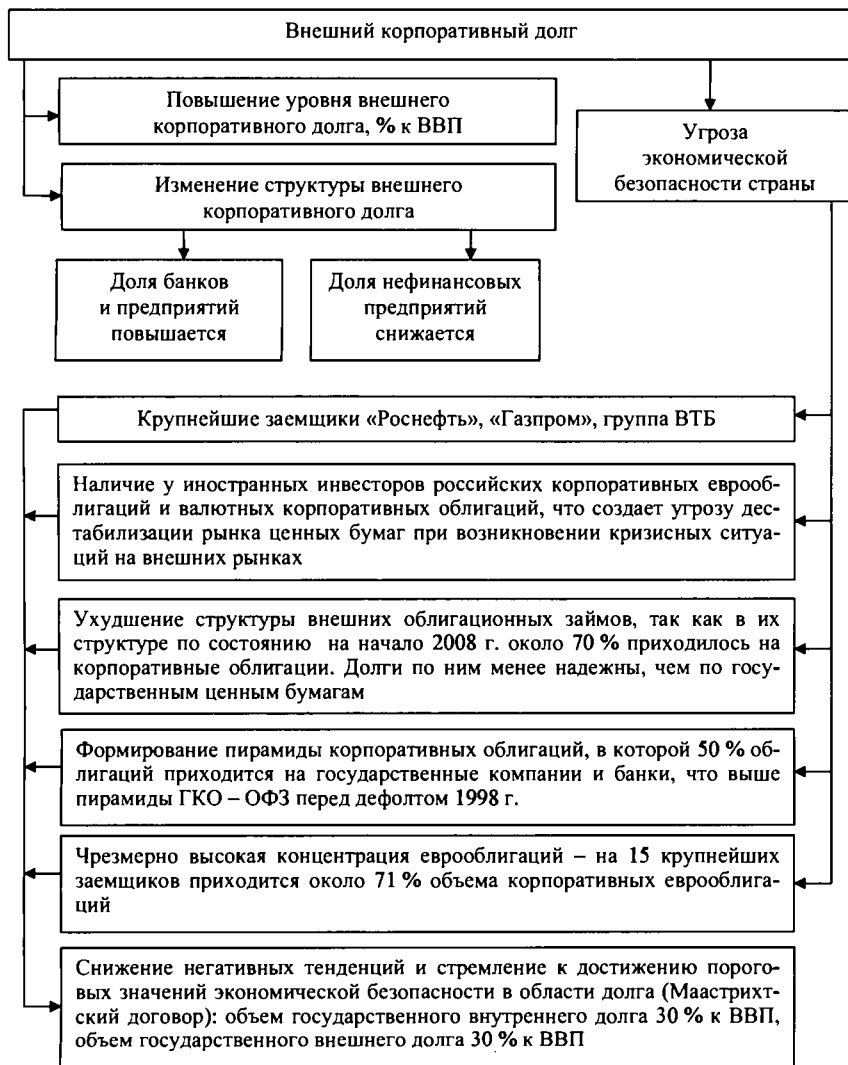 Внешний корпоративный долг
Повышение уровня внешнего
корпоративного долга, % к ВВП
Угроза
экономической
безопасности страны
Изменение структуры внешнего
корпоративного долга
Доля банков
и предприятий
повышается
Доля нефинансовых
предприятий
снижается
Крупнейшие заемщики «Роснефть», «Газпром», группа ВТБ
Наличие у иностранных инвесторов российских корпоративных еврооб-
лигаций и валютных корпоративных облигаций, что создает угрозу дес-
табилизации рынка ценных бумаг при возникновении кризисных ситуа-
ций на внешних рынках
Ухудшение структуры внешних облигационных займов, так как в их
структуре по состоянию на начало 2008 г. около 70 % приходилось на
корпоративные облигации. Долги по ним менее надежны, чем по госу-
дарственным ценным бумагам
Формирование пирамиды корпоративных облигаций, в которой 50 % об-
лигаций приходится на государственные компании и банки, что выше
пирамиды ГКО – ОФЗ перед дефолтом 1998 г.
Чрезмерно высокая концентрация еврооблигаций – на 15 крупнейших
заемщиков приходится около 71 % объема корпоративных еврооблига-
ций
Снижение негативных тенденций и стремление к достижению порого-
вых значений экономической безопасности в области долга (Маастрихт-
ский договор): объем государственного внутреннего долга 30 % к ВВП,
объем государственного внешнего долга 30 % к ВВП